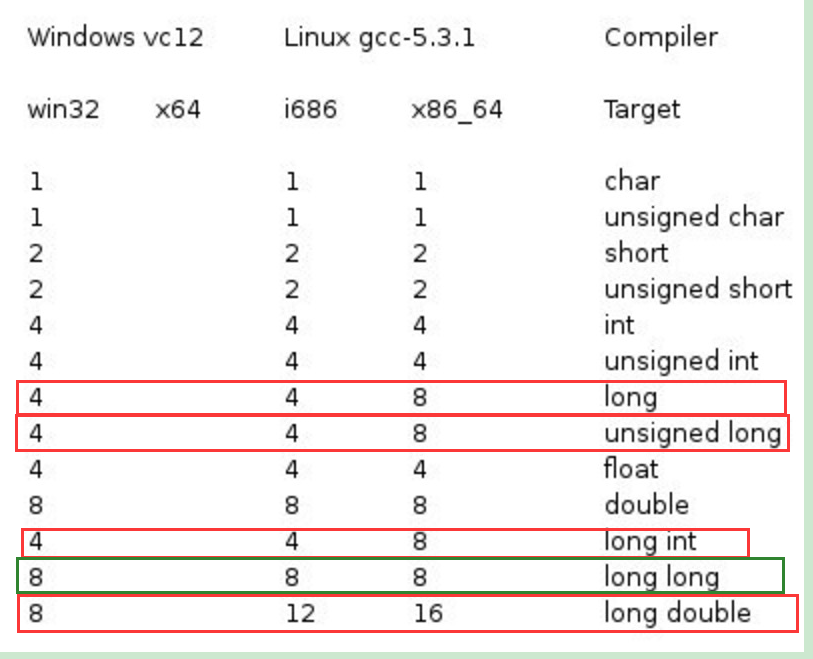 Windows vc12 Linux gcc-5.3.1 Compiler
win32 x64 i686 x86_64 Target
1 1 1 char
1 1 1 unsigned char
2 2 2 short
2 2 2 unsigned short
4 4 4 int
4 4 4 unsigned int
4 4 8 long
4 4 8 unsigned long
4 4 4 float
8 8 8 double
4 4 8 long int
8 8 8 long long
8 12 16 long double